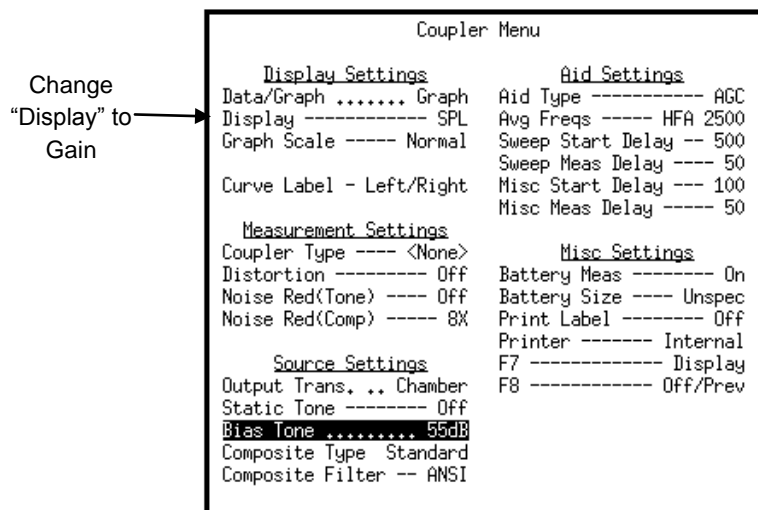 Change
“Display” to
Gain
Coupler Menu
Display Settings
Data/Graph ....... Graph
Display ------------ SPL
Graph Scale ----- Normal
Curve Label - Left/Right
Measurement Settings
Coupler Type ---- <None>
Distortion --------- Off
Noise Red(Tone) ---- Off
Noise Red(Comp) ----- 8X
Source Settings
Output Trans. .. Chamber
Static Tone -------- Off
Bias Tone ......... 55dB
Composite Type Standard
Composite Filter -- ANSI
Aid Settings
Aid Type ----------- AGC
Avg Freqs ----- HFA 2500
Sweep Start Delay -- 500
Sweep Meas Delay ---- 50
Misc Start Delay --- 100
Misc Meas Delay ----- 50
Misc Settings
Battery Meas -------- On
Battery Size ---- Unspec
Print Label -------- Off
Printer ------- Internal
F7 ------------- Display
F8 ------------ Off/Prev